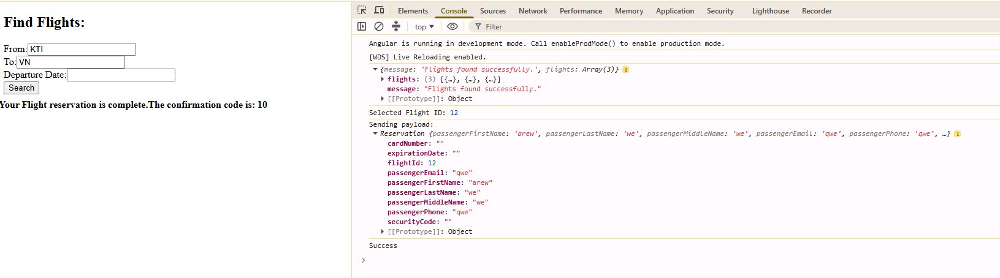 Find Flights:
From: KTI
To: VN
Departure Date:
Search
Your Flight reservation is complete.The confirmation code is: 10
Elements Console Sources Network Performance Memory Application Security Lighthouse Recorder
top ▼ Filter
Angular is running in development mode. Call enableProdMode() to enable production mode.
[WDS] Live Reloading enabled.
▼ {message: 'Flights found successfully.', flights: Array(3)} i
▶ flights: (3) [{…}, {…}, {…}]
message: "Flights found successfully."
▶ [[Prototype]]: Object
Selected Flight ID: 12
Sending payload:
▼ Reservation {passengerFirstName: 'arew', passengerLastName: 'we', passengerMiddleName: 'we', passengerEmail: 'qwe', passengerPhone: 'qwe', …} i
cardNumber: ""
expirationDate: ""
flightId: 12
passengerEmail: "qwe"
passengerFirstName: "arew"
passengerLastName: "we"
passengerMiddleName: "we"
passengerPhone: "qwe"
securityCode: ""
▶ [[Prototype]]: Object
Success
>